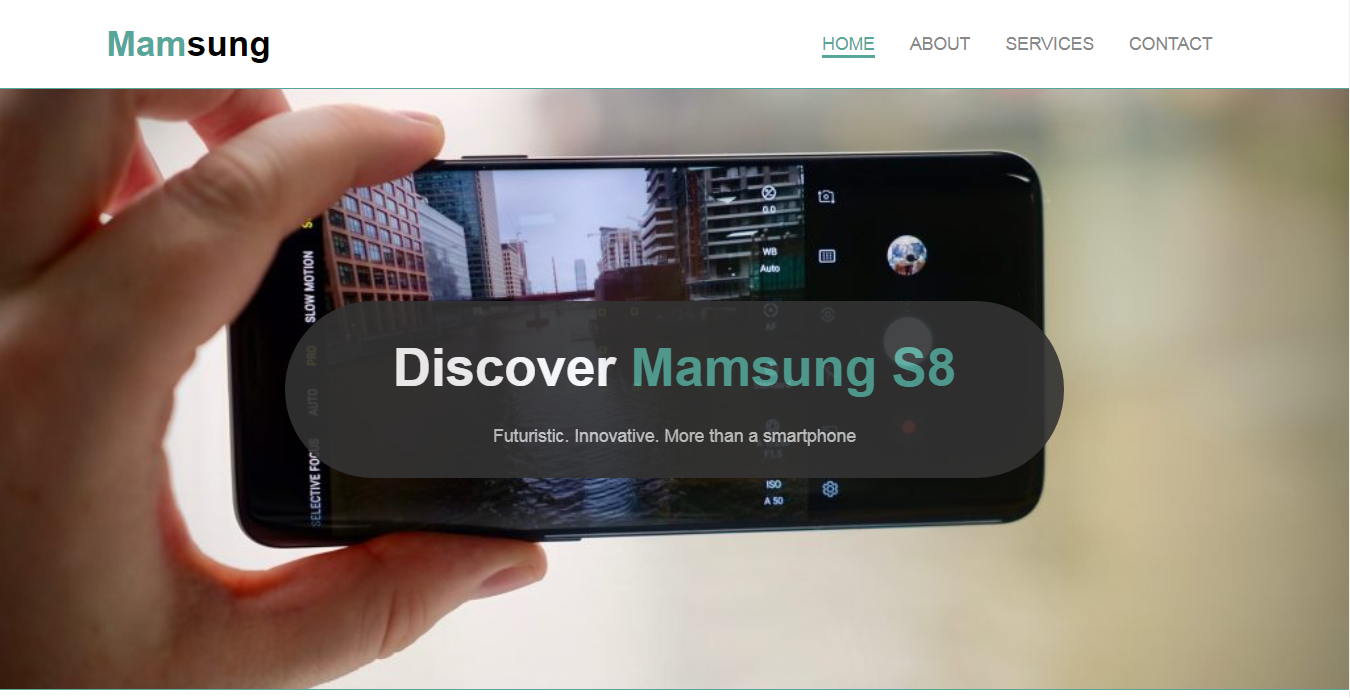 Mamsung
HOME ABOUT SERVICES CONTACT
0.0
SLOW MOTION
WB
Auto
AF
PRO
Discover Mamsung S8
AUTO
Futuristic. Innovative. More than a smartphone
F1.5
SELECTIVE FOCUS
ISO
A 50